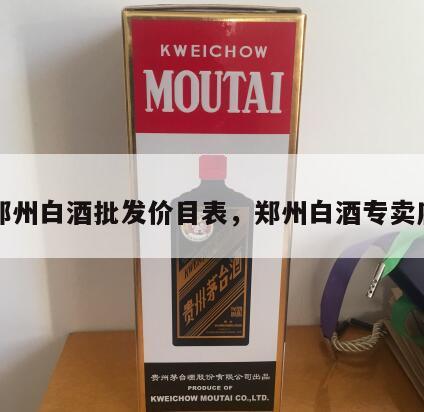 KWEICHOW
MOUTAI
郑州白酒批发价目表，郑州白酒专卖店
贵州茅台酒
贵州茅台酒股份有限公司出品
PRODUCE OF
KWEICHOW MOUTAI CO.,LTD.